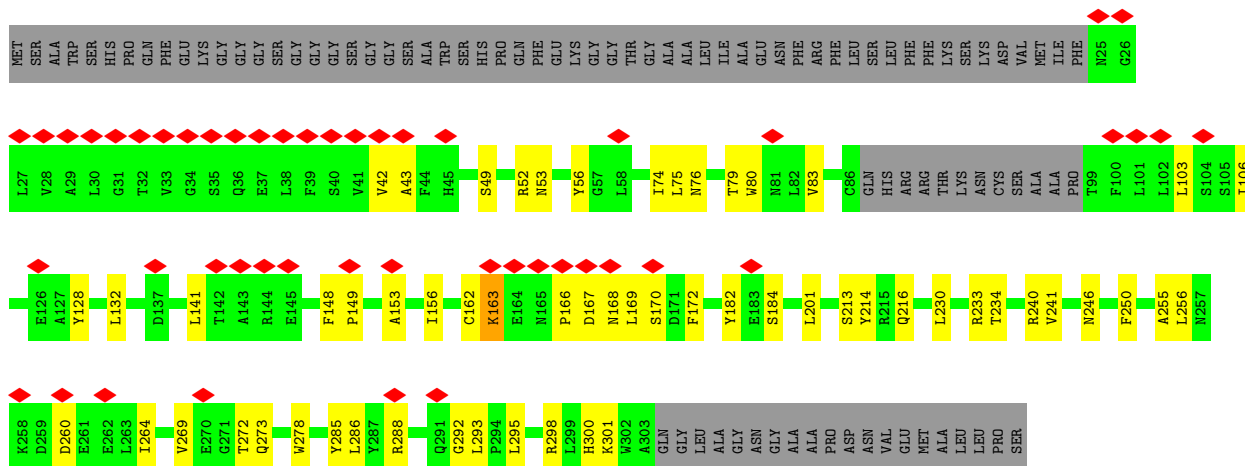 MET SER ALA TRP SER HIS PRO GLN PHE GLU LYS GLY GLY GLY SER GLY GLY GLY SER GLY GLY SER ALA TRP SER HIS PRO GLN PHE GLU LYS GLY GLY THR GLY ALA ALA LEU ILE ALA GLU ASN PHE ARG PHE LEU SER LEU PHE PHE LYS SER LYS ASP VAL MET ILE PHE N25 G26
L27 V28 A29 L30 G31 T32 V33 G34 S35 Q36 E37 L38 F39 S40 V41 V42 A43 F44 H45 S49 R52 N53 Y56 G57 L58 I74 L75 N76 T79 W80 N81 L82 V83 C86 GLN HIS ARG ARG THR LYS ASN CYS SER ALA ALA PRO T99 F100 L101 L102 L103 S104 S105 I106
E126 A127 Y128 L132 D137 L141 T142 A143 R144 E145 F148 P149 A153 I156 C162 K163 E164 N165 P166 D167 N168 L169 S170 D171 F172 Y182 E183 S184 L201 S213 Y214 R215 Q216 L230 R233 T234 R240 V241 N246 F250 A255 L256 N257
K258 D259 D260 E261 E262 L263 I264 V269 E270 G271 T272 Q273 W278 Y285 L286 Y287 R288 Q291 G292 L293 P294 L295 R298 L299 H300 K301 W302 A303 GLN GLY LEU ALA GLY ASN GLY ALA ALA PRO ASP ASN VAL GLU MET ALA LEU LEU PRO SER